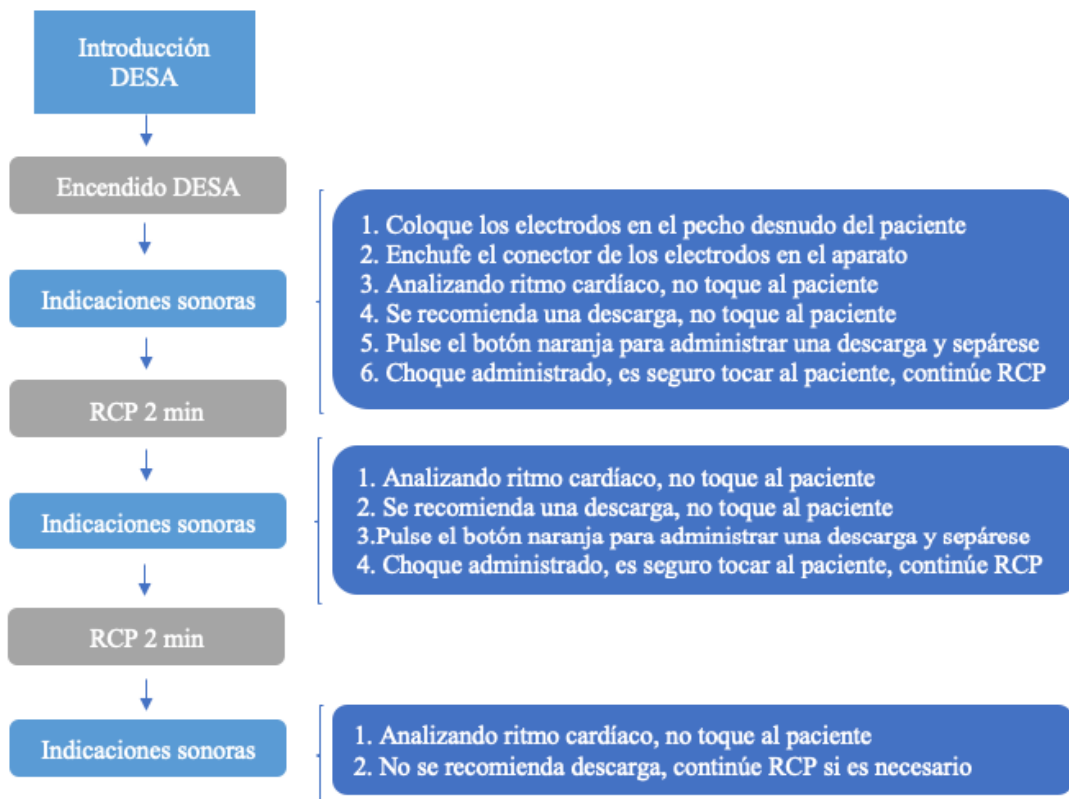 Introducción
DESA
Encendido DESA
Indicaciones sonoras
1. Coloque los electrodos en el pecho desnudo del paciente
2. Enchufe el conector de los electrodos en el aparato
3. Analizando ritmo cardíaco, no toque al paciente
4. Se recomienda una descarga, no toque al paciente
5. Pulse el botón naranja para administrar una descarga y sepárese
6. Choque administrado, es seguro tocar al paciente, continúe RCP
RCP 2 min
Indicaciones sonoras
1. Analizando ritmo cardíaco, no toque al paciente
2. Se recomienda una descarga, no toque al paciente
3.Pulse el botón naranja para administrar una descarga y sepárese
4. Choque administrado, es seguro tocar al paciente, continúe RCP
RCP 2 min
Indicaciones sonoras
1. Analizando ritmo cardíaco, no toque al paciente
2. No se recomienda descarga, continúe RCP si es necesario